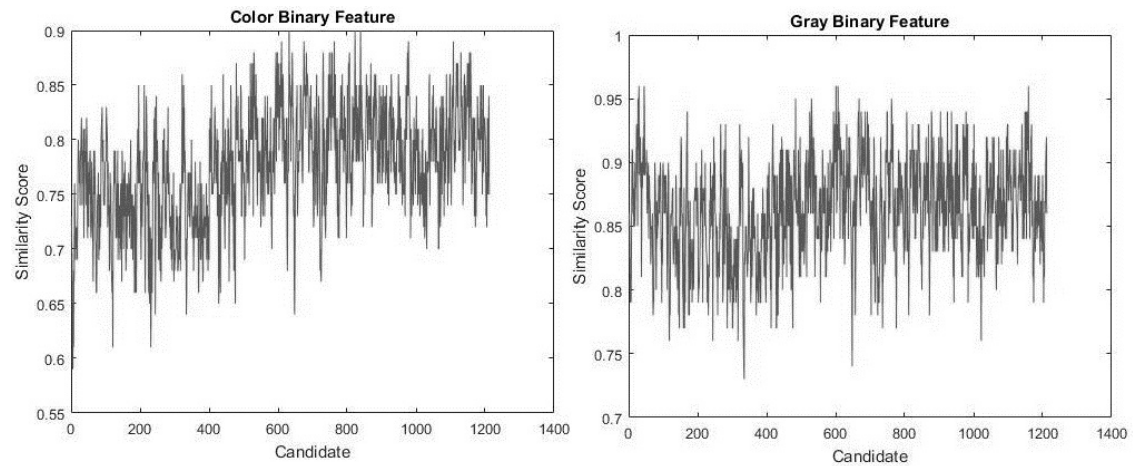 Color Binary Feature
0.9
0.85
0.8
0.75
0.7
0.65
0.6
0.55
Similarity Score
0 200 400 600 800 1000 1200 1400
Candidate
Gray Binary Feature
1
0.95
0.9
0.85
0.8
0.75
0.7
Similarity Score
0 200 400 600 800 1000 1200 1400
Candidate